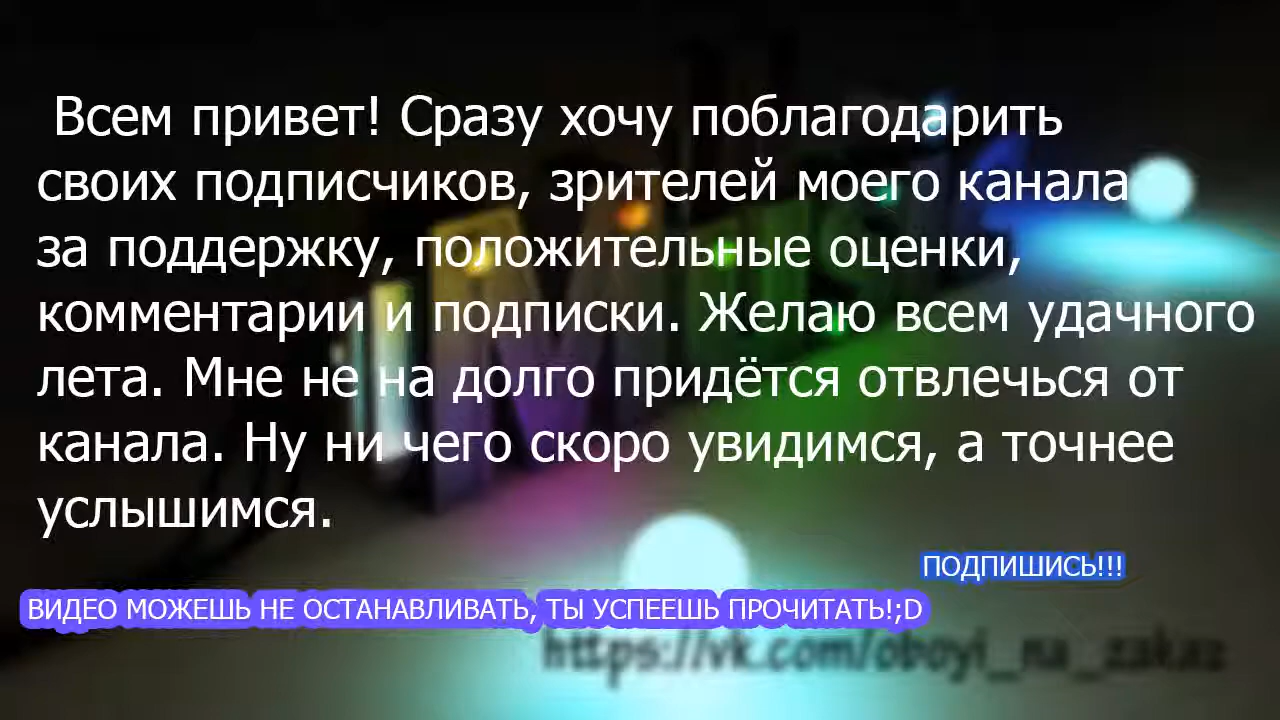 Всем привет! Сразу хочу поблагодарить
своих подписчиков, зрителей моего канала
за поддержку, положительные оценки,
комментарии и подписки. Желаю всем удачного
лета. Мне не на долго придётся отвлечься от
канала. Ну ни чего скоро увидимся, а точнее
услышимся.
ПОДПИШИСЬ!!!
ВИДЕО МОЖЕШЬ НЕ ОСТАНАВЛИВАТЬ, ТЫ УСПЕЕШЬ ПРОЧИТАТЬ!;D
https://vk.com/oboyi_na_zakaz